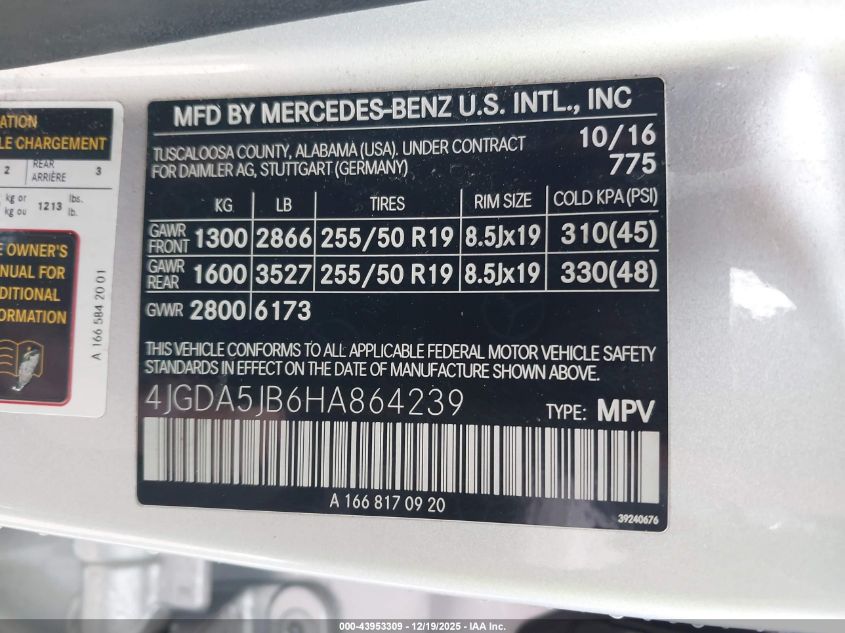 ATION
LE CHARGEMENT
2 REAR ARRIÈRE 3
kg or
kg ou 1213 lbs.
lb.
E OWNER'S
NUAL FOR
DDITIONAL
FORMATION
A 166 584 20 01
MFD BY MERCEDES-BENZ U.S. INTL., INC
TUSCALOOSA COUNTY, ALABAMA (USA). UNDER CONTRACT 10/16
FOR DAIMLER AG, STUTTGART (GERMANY) 775
KG LB TIRES RIM SIZE COLD KPA (PSI)
GAWR FRONT 1300 2866 255/50 R19 8.5Jx19 310(45)
GAWR REAR 1600 3527 255/50 R19 8.5Jx19 330(48)
GVWR 2800 6173
THIS VEHICLE CONFORMS TO ALL APPLICABLE FEDERAL MOTOR VEHICLE SAFETY
STANDARDS IN EFFECT ON THE DATE OF MANUFACTURE SHOWN ABOVE.
4JGDA5JB6HA864239 TYPE: MPV
A 166 817 09 20
39240676
000-43953309 - 12/19/2025 - IAA Inc.